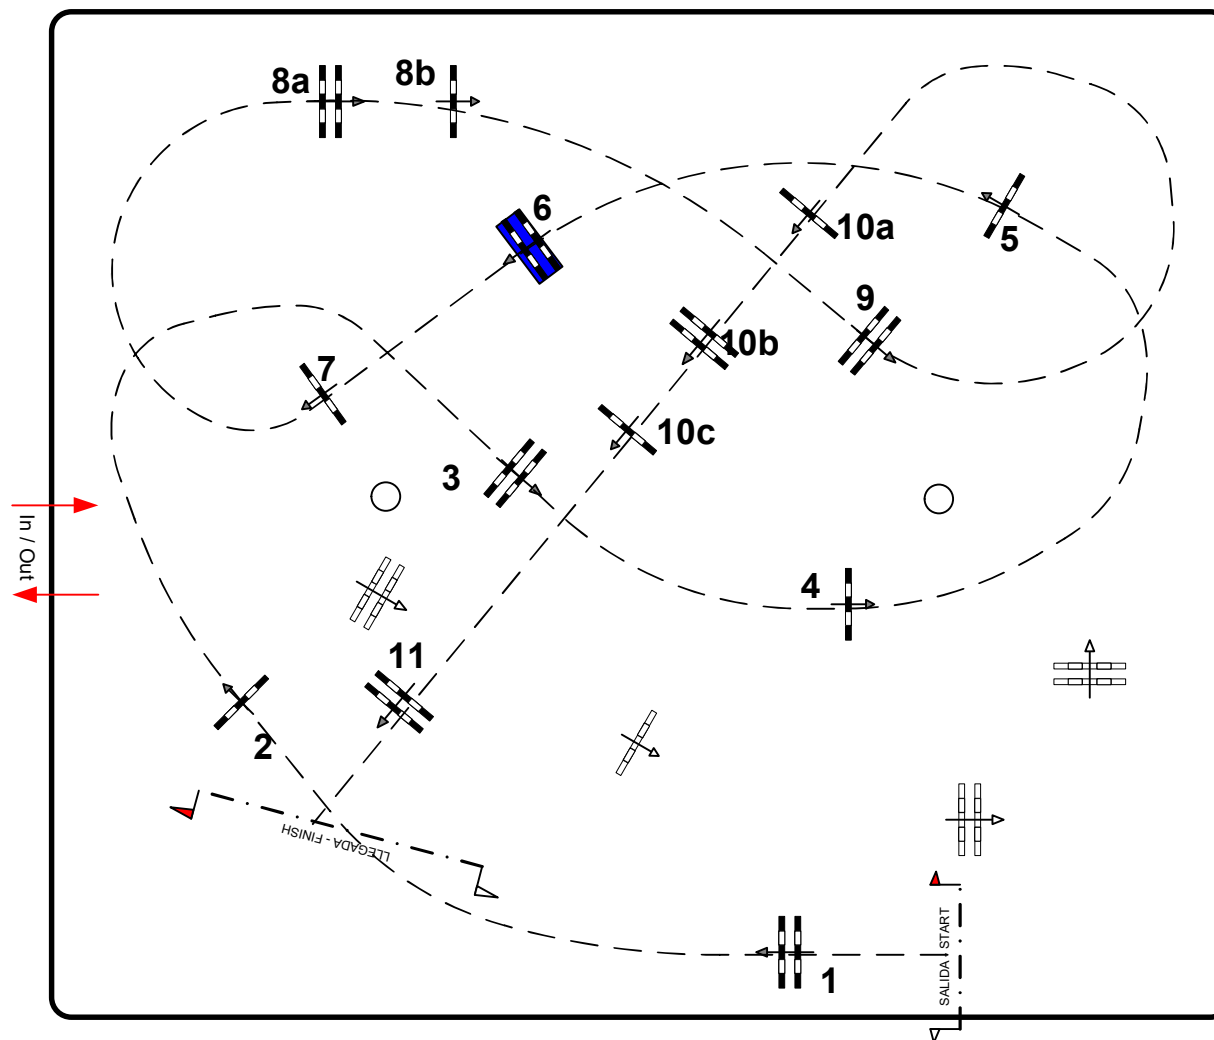 8a
8b
6
10a
5
9
10b
7
10c
3
In / Out
4
11
2
LLEGADA - FINISH
SALIDA - START
1